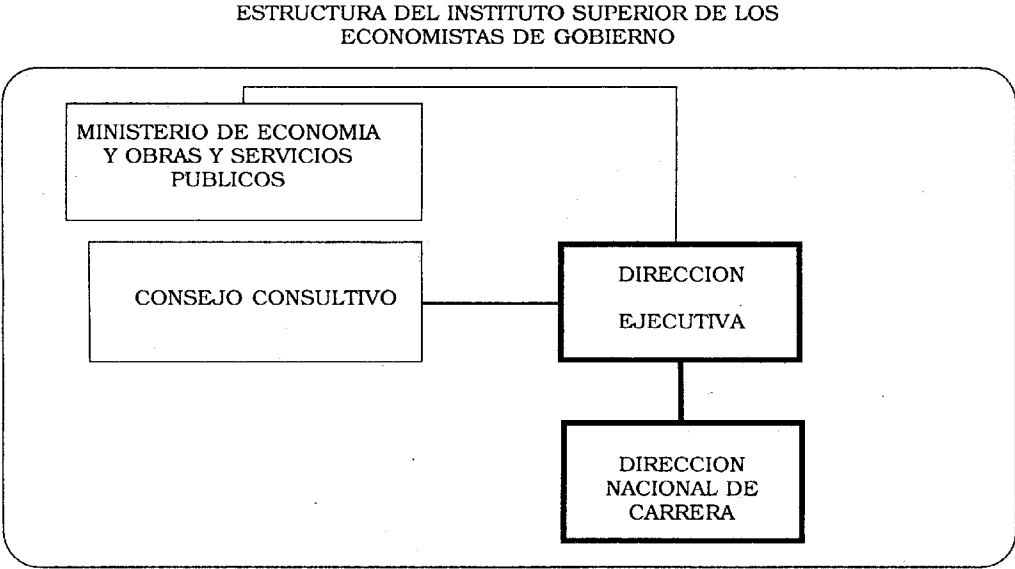 ESTRUCTURA DEL INSTITUTO SUPERIOR DE LOS
ECONOMISTAS DE GOBIERNO
MINISTERIO DE ECONOMIA
Y OBRAS Y SERVICIOS
PUBLICOS
CONSEJO CONSULTIVO
DIRECCION
EJECUTIVA
DIRECCION
NACIONAL DE
CARRERA